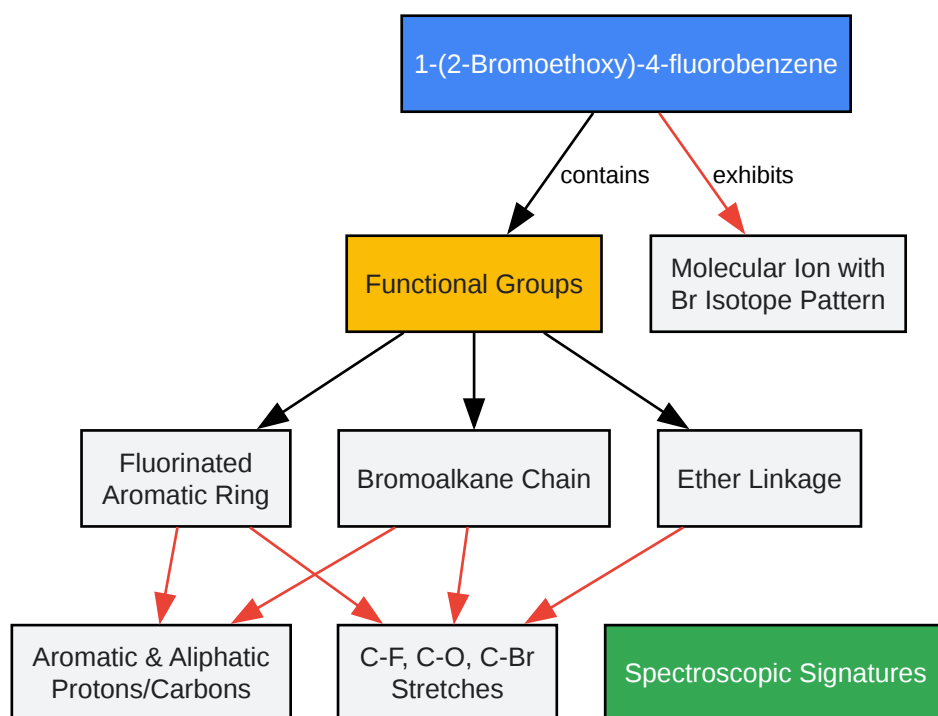 1-(2-Bromoethoxy)-4-fluorobenzene
contains
exhibits
Functional Groups
Molecular Ion with
Br Isotope Pattern
Fluorinated
Aromatic Ring
Bromoalkane Chain
Ether Linkage
Aromatic & Aliphatic
Protons/Carbons
C-F, C-O, C-Br
Stretches
Spectroscopic Signatures